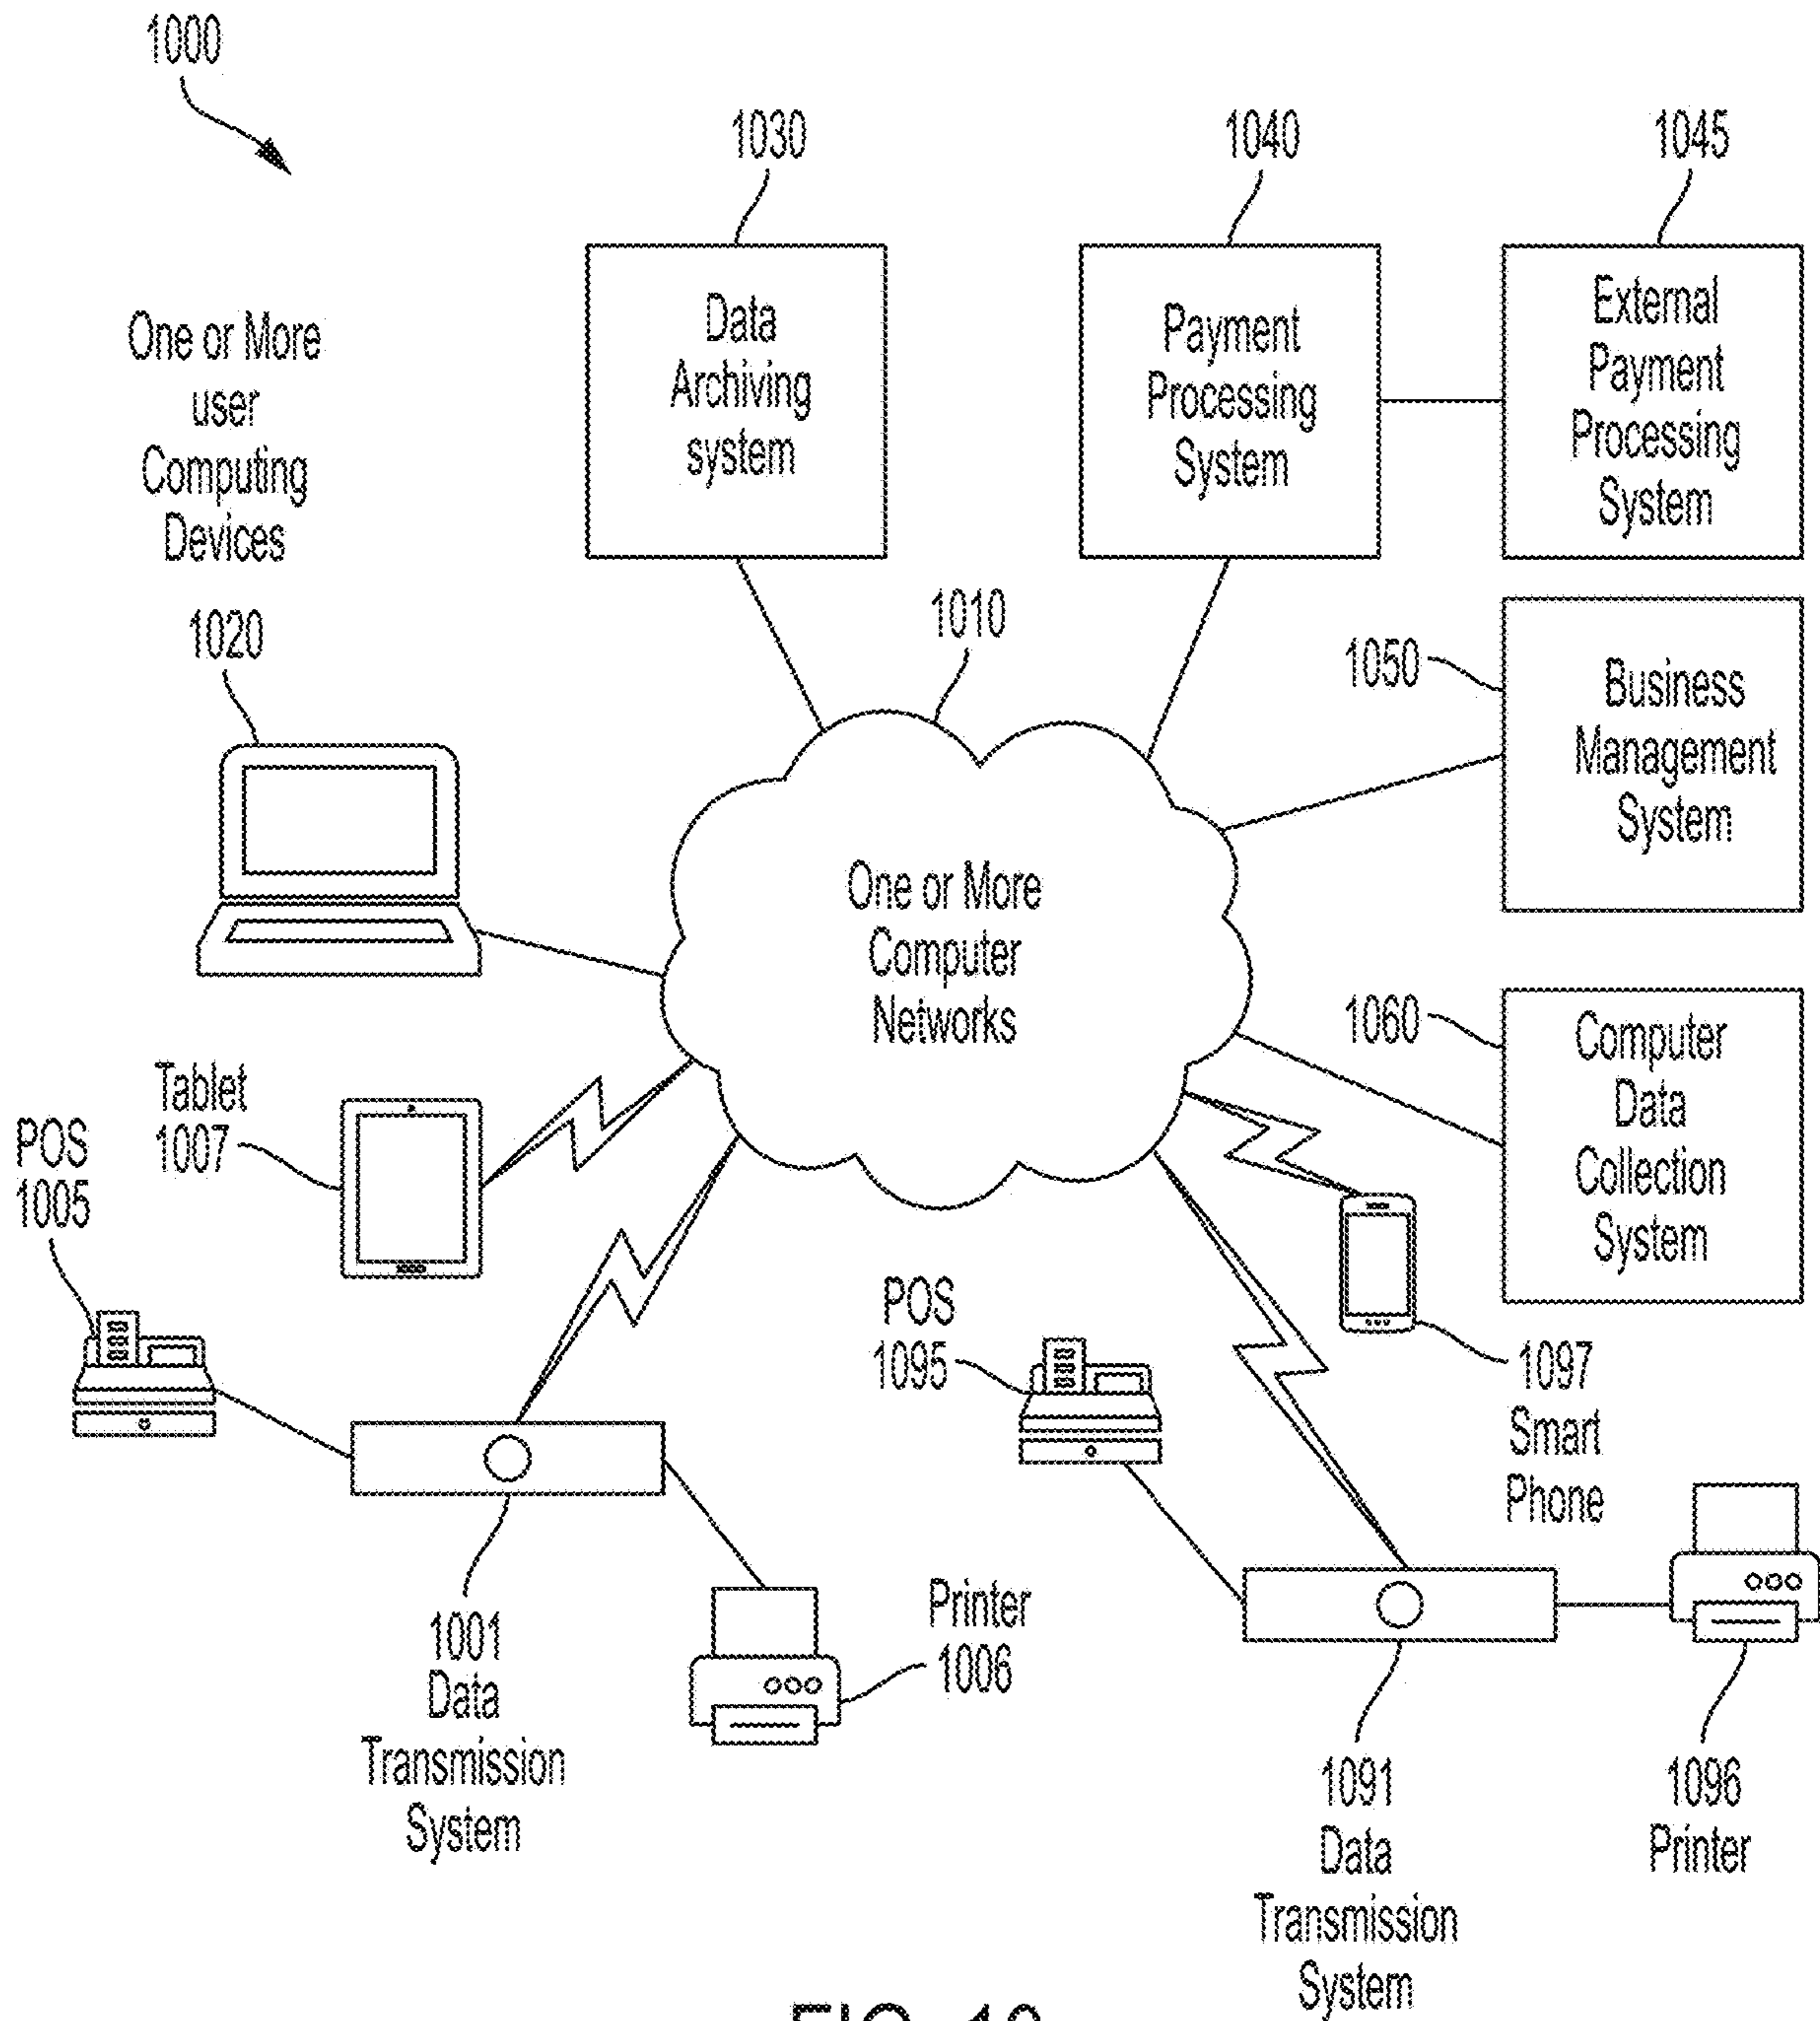 1000
1030
1040
1045
One or More
user
Computing
Devices
Data
Archiving
system
Payment
Processing
System
External
Payment
Processing
System
1020
1010
1050
Business
Management
System
One or More
Computer
Networks
1060
Computer
Data
Collection
System
Tablet
1007
POS
1005
POS
1095
1097
Smart
Phone
1001
Data
Transmission
System
Printer
1006
1091
Data
Transmission
System
1096
Printer